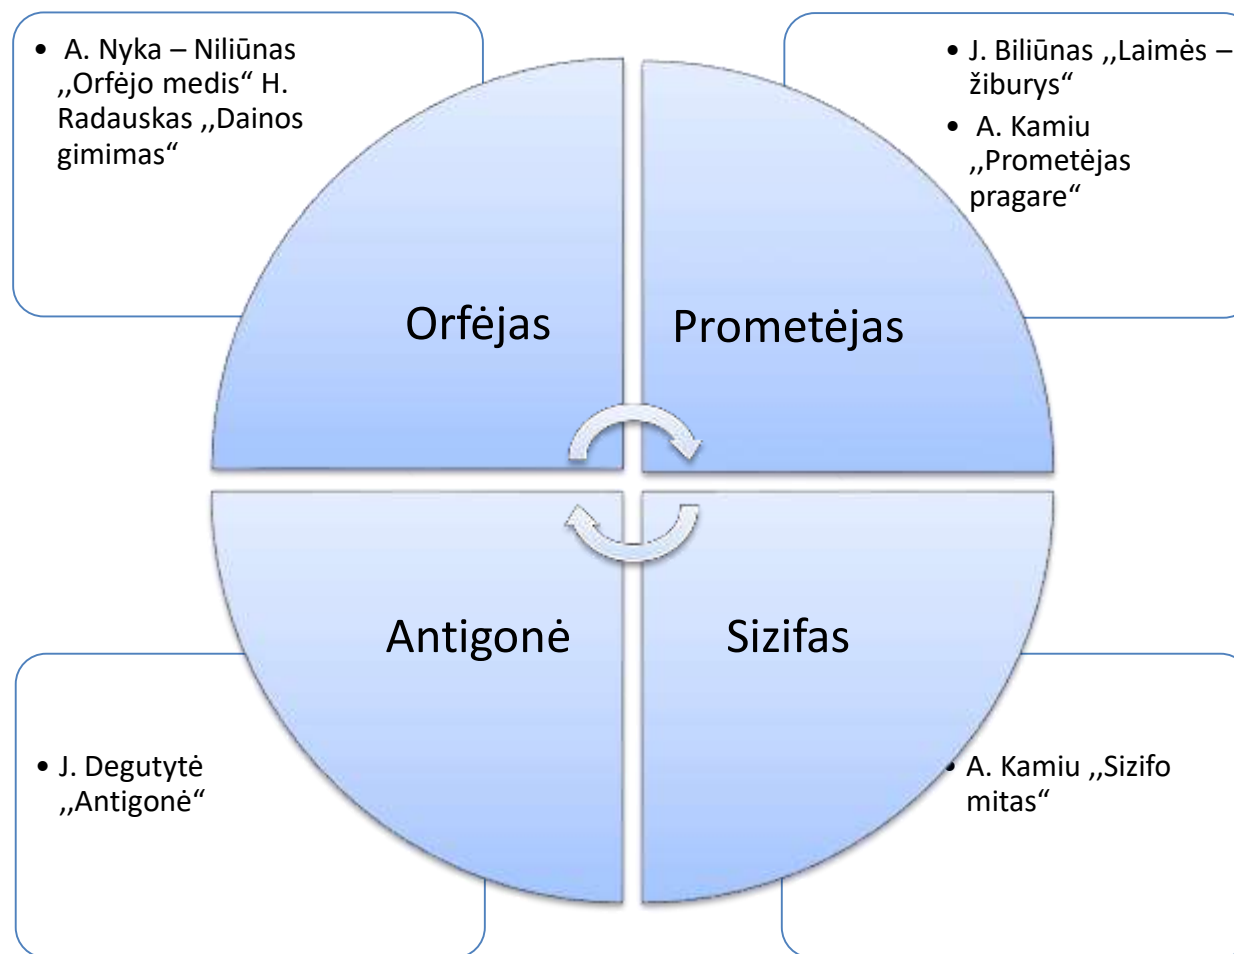 • A. Nyka – Niliūnas
,,Orfėjo medis“ H.
Radauskas ,,Dainos
gimimas“
• J. Biliūnas ,,Laimės –
žiburys“
• A. Kamiu
,,Prometėjas
pragare“
Orfėjas
Prometėjas
Antigonė
Sizifas
• J. Degutytė
,,Antigonė“
• A. Kamiu ,,Sizifo
mitas“